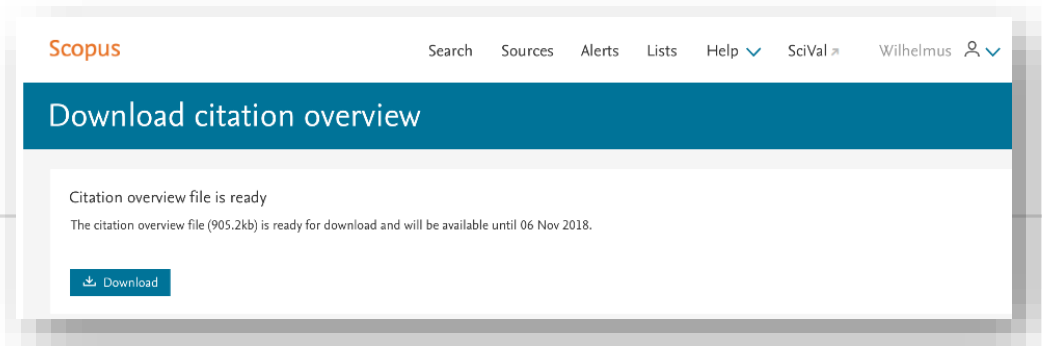 Scopus
Search Sources Alerts Lists Help SciVal Wilhelmus
Download citation overview
Citation overview file is ready
The citation overview file (905.2kb) is ready for download and will be available until 06 Nov 2018.
Download